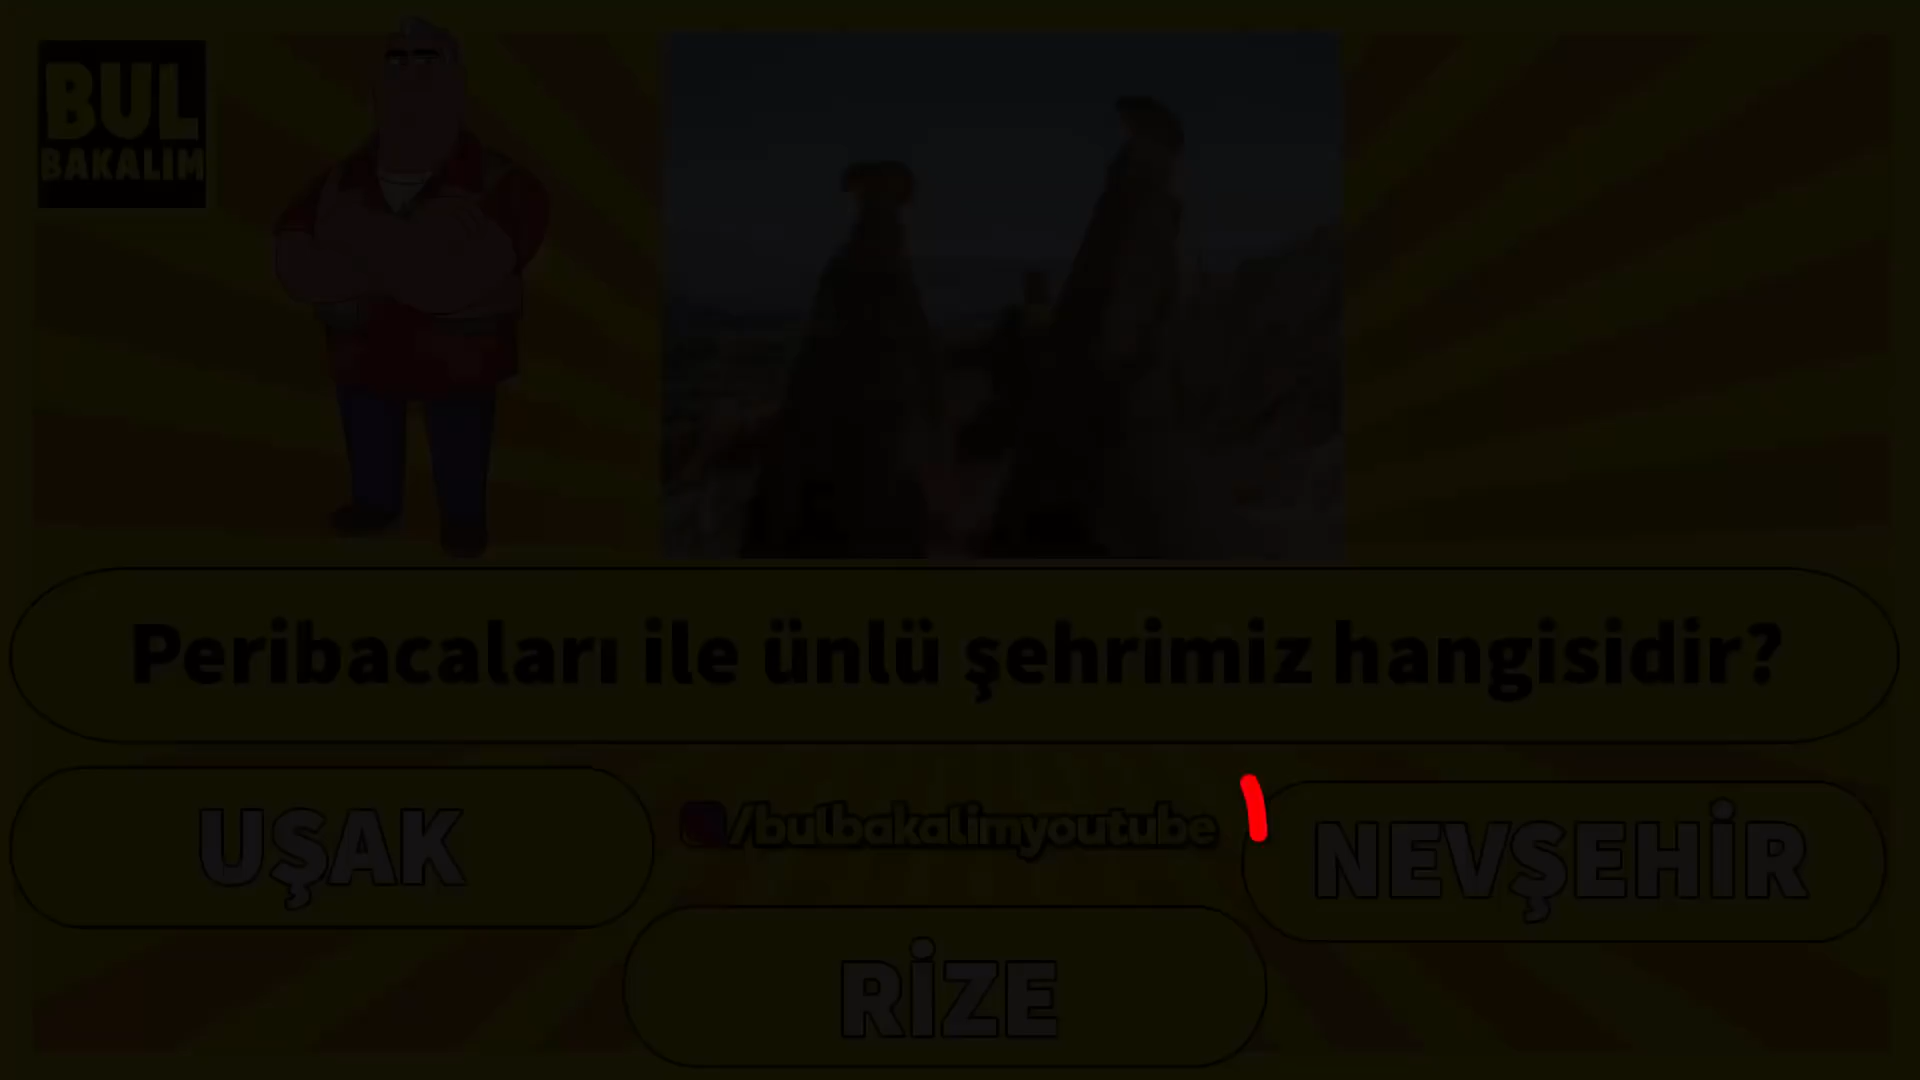 BUL
BAKALIM
Peribacaları ile ünlü şehrimiz hangisidir?
UŞAK
/bulbakalimyoutube
NEVŞEHİR
RİZE